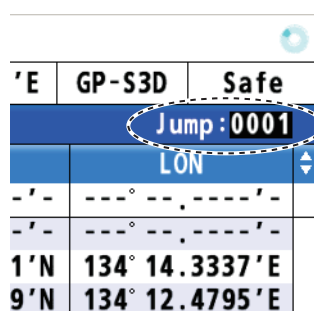 'E GP-S3D Safe
Jump:0001
LON
-'- ---° --.----'-
-'- ---° --.----'-
1'N 134° 14.3337'E
9'N 134° 12.4795'E